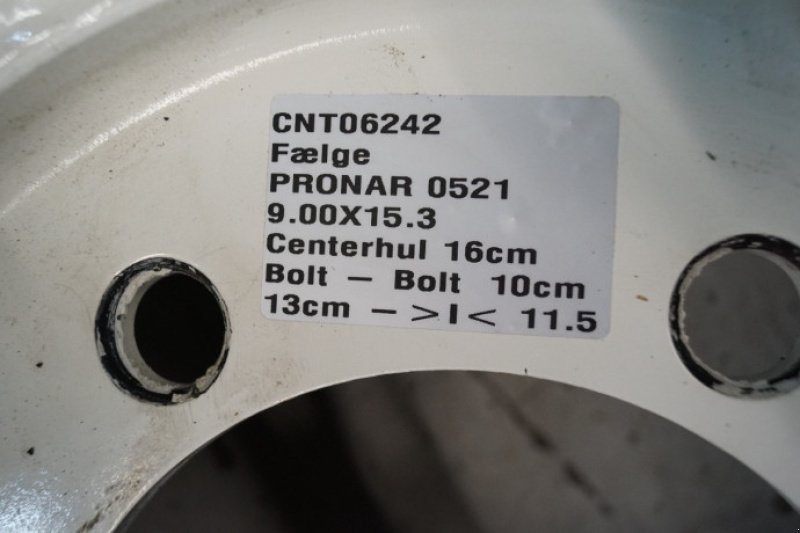 CNT06242
Fælge
PRONAR 0521
9.00X15.3
Centerhul 16cm
Bolt – Bolt 10cm
13cm – >I< 11.5